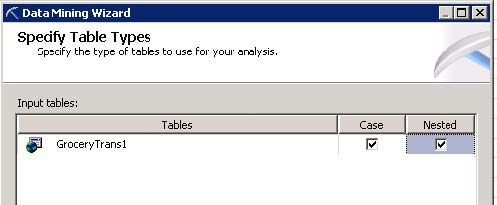 Data Mining Wizard
Specify Table Types
Specify the type of tables to use for your analysis.
Input tables:
Tables Case Nested
GroceryTrans1